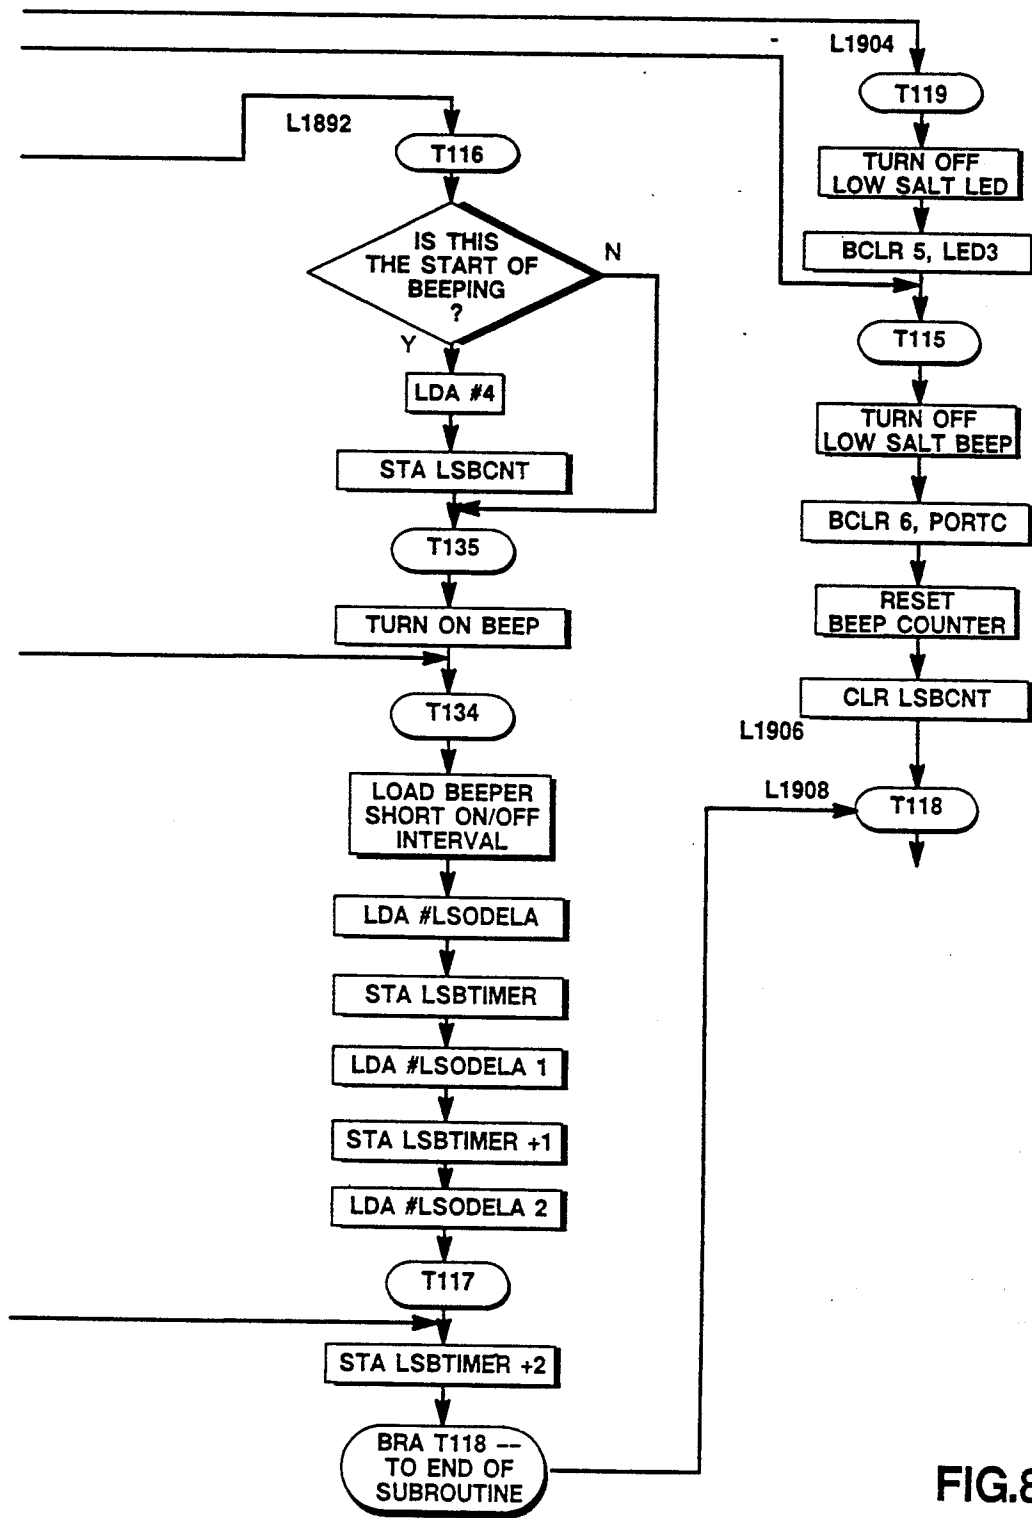 L1892
T116
IS THIS
THE START OF
BEEPING
?
N
Y
LDA #4
STA LSBCNT
T135
TURN ON BEEP
T134
LOAD BEEPER
SHORT ON/OFF
INTERVAL
LDA #LSODELA
STA LSBTIMER
LDA #LSODELA 1
STA LSBTIMER +1
LDA #LSODELA 2
T117
STA LSBTIMER +2
BRA T118 --
TO END OF
SUBROUTINE
L1904
T119
TURN OFF
LOW SALT LED
BCLR 5, LED3
T115
TURN OFF
LOW SALT BEEP
BCLR 6, PORTC
RESET
BEEP COUNTER
CLR LSBCNT
L1906
L1908
T118
FIG.8